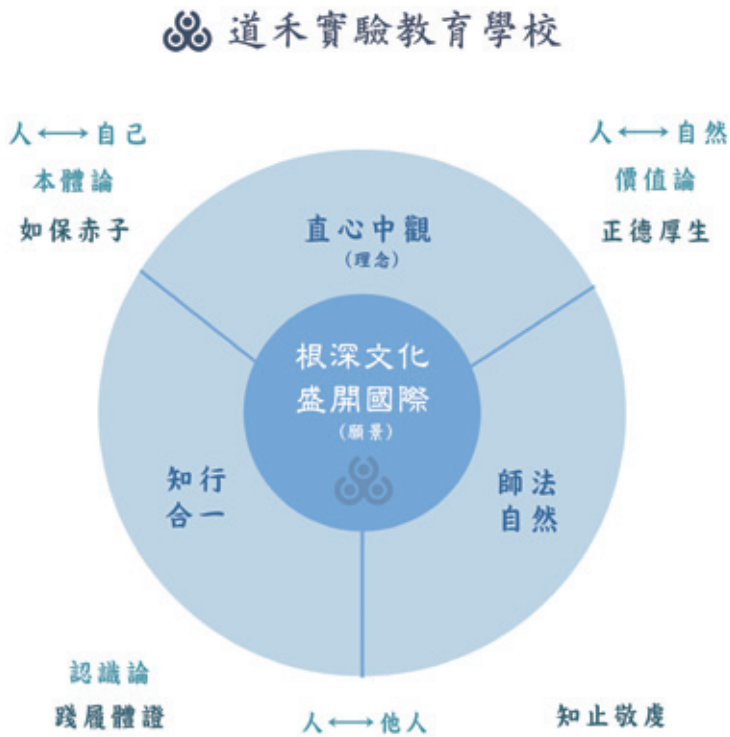 道禾實驗教育學校
人⟷自己
本體論
如保赤子
人⟷自然
價值論
正德厚生
直心中觀
(理念)
根深文化
盛開國際
(願景)
知行
合一
師法
自然
認識論
踐履體證
人⟷他人
知止敬虔